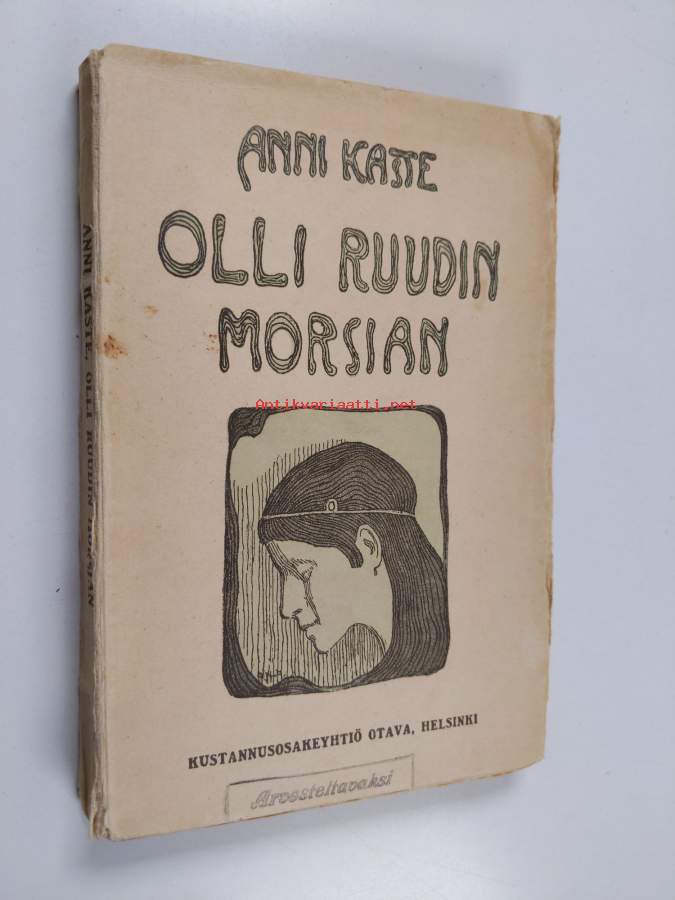 ANNI KASTE
OLLI RUUDIN
MORSIAN
Antikvariaatti.net
KUSTANNUSOSAKEYHTIÖ OTAVA, HELSINKI
Arvosteltavaksi
ANNI KASTE, OLLI RUUDIN MORSIAN